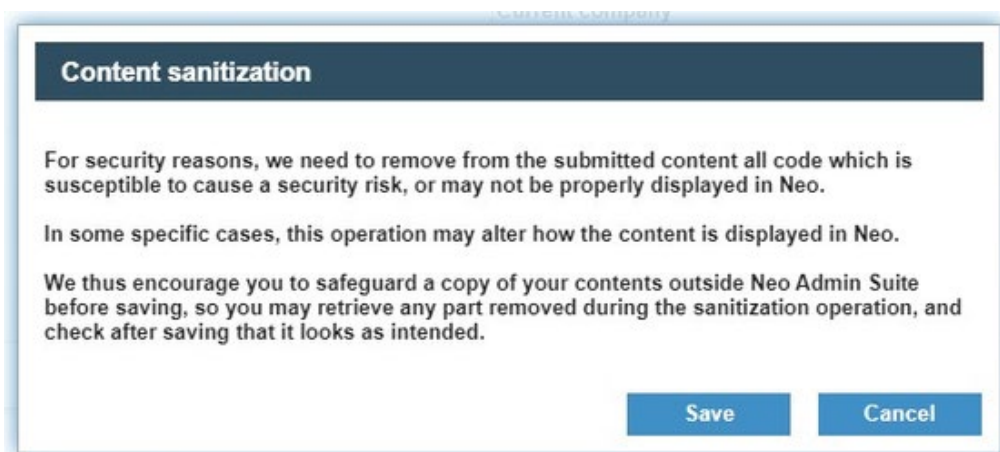 Current company
Content sanitization
For security reasons, we need to remove from the submitted content all code which is
susceptible to cause a security risk, or may not be properly displayed in Neo.
In some specific cases, this operation may alter how the content is displayed in Neo.
We thus encourage you to safeguard a copy of your contents outside Neo Admin Suite
before saving, so you may retrieve any part removed during the sanitization operation, and
check after saving that it looks as intended.
Save Cancel